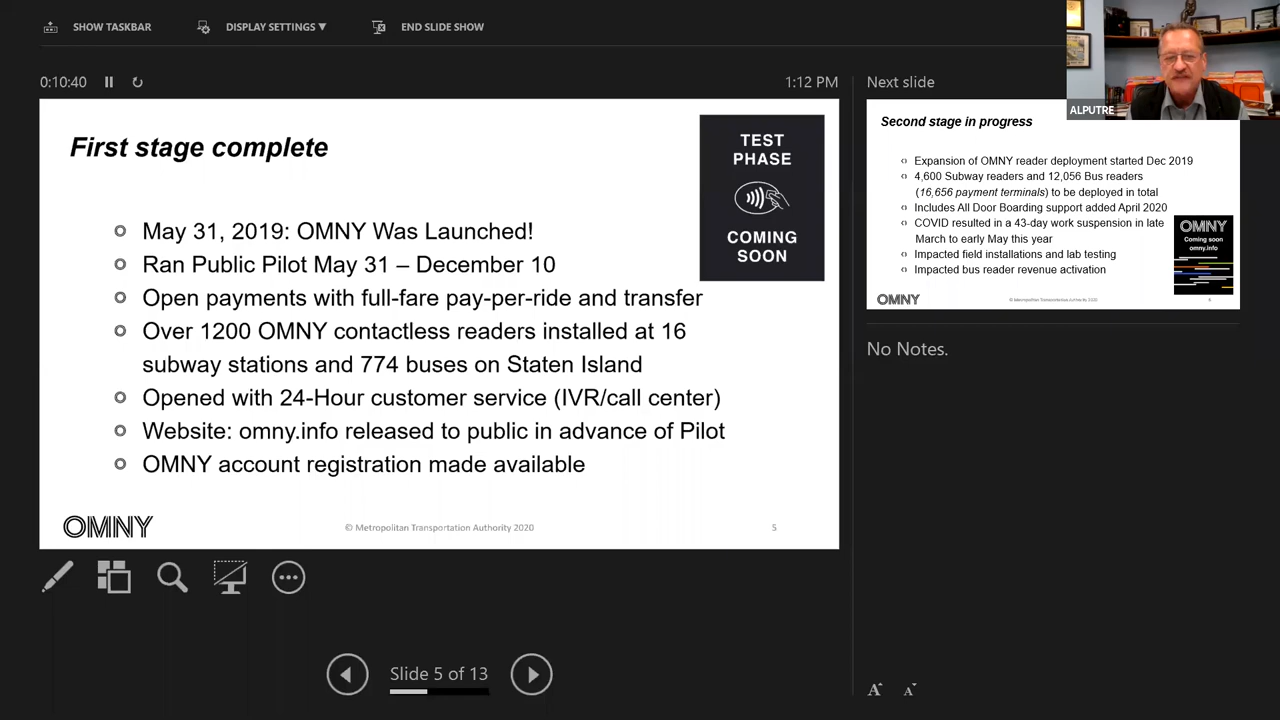 SHOW TASKBAR
DISPLAY SETTINGS ▼
END SLIDE SHOW
0:10:40
1:12 PM
First stage complete
TEST
PHASE
COMING
SOON
May 31, 2019: OMNY Was Launched!
Ran Public Pilot May 31 – December 10
Open payments with full-fare pay-per-ride and transfer
Over 1200 OMNY contactless readers installed at 16
subway stations and 774 buses on Staten Island
Opened with 24-Hour customer service (IVR/call center)
Website: omny.info released to public in advance of Pilot
OMNY account registration made available
OMNY
© Metropolitan Transportation Authority 2020
5
Slide 5 of 13
Next slide
ALPUTRE
Second stage in progress
Expansion of OMNY reader deployment started Dec 2019
4,600 Subway readers and 12,056 Bus readers
(16,656 payment terminals) to be deployed in total
Includes All Door Boarding support added April 2020
COVID resulted in a 43-day work suspension in late
March to early May this year
Impacted field installations and lab testing
Impacted bus reader revenue activation
OMNY
Coming soon
omny.info
OMNY
© Metropolitan Transportation Authority 2020
6
No Notes.
A
A